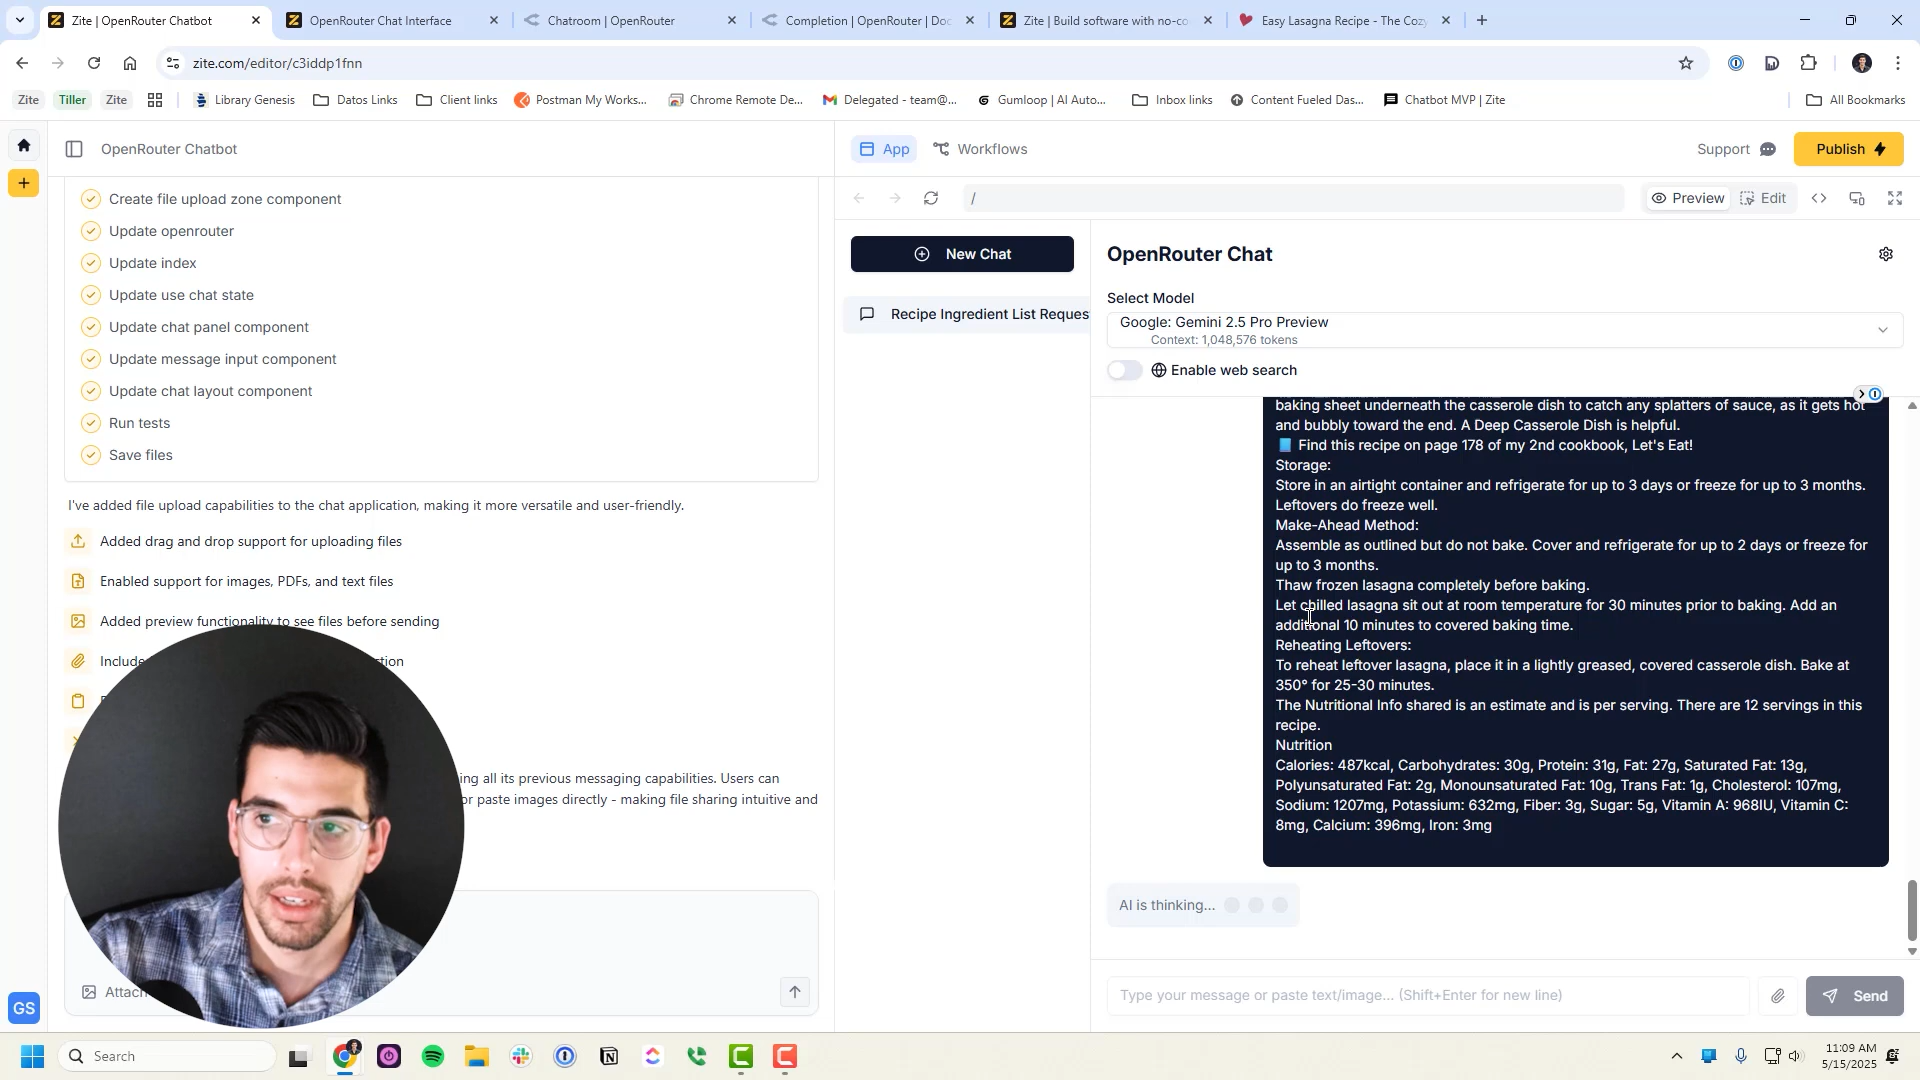 Zite | OpenRouter Chatbot
OpenRouter Chat Interface
Chatroom | OpenRouter
Completion | OpenRouter | Doc
Zite | Build software with no-co
Easy Lasagna Recipe - The Cozy
zite.com/editor/c3iddp1fnn
Zite
Tiller
Zite
Library Genesis
Datos Links
Client links
Postman My Works...
Chrome Remote De...
Delegated - team@...
Gumloop | AI Auto...
Inbox links
Content Fueled Das...
Chatbot MVP | Zite
All Bookmarks
OpenRouter Chatbot
App
Workflows
Support
Publish
/
Preview
Edit
Create file upload zone component
Update openrouter
Update index
Update use chat state
Update chat panel component
Update message input component
Update chat layout component
Run tests
Save files
I've added file upload capabilities to the chat application, making it more versatile and user-friendly.
Added drag and drop support for uploading files
Enabled support for images, PDFs, and text files
Added preview functionality to see files before sending
ing all its previous messaging capabilities. Users can
or paste images directly - making file sharing intuitive and
GS
New Chat
Recipe Ingredient List Reques
OpenRouter Chat
Select Model
Google: Gemini 2.5 Pro Preview
Context: 1,048,576 tokens
Enable web search
baking sheet underneath the casserole dish to catch any splatters of sauce, as it gets hot
and bubbly toward the end. A Deep Casserole Dish is helpful.
📘 Find this recipe on page 178 of my 2nd cookbook, Let's Eat!
Storage:
Store in an airtight container and refrigerate for up to 3 days or freeze for up to 3 months.
Leftovers do freeze well.
Make-Ahead Method:
Assemble as outlined but do not bake. Cover and refrigerate for up to 2 days or freeze for
up to 3 months.
Thaw frozen lasagna completely before baking.
Let chilled lasagna sit out at room temperature for 30 minutes prior to baking. Add an
additional 10 minutes to covered baking time.
Reheating Leftovers:
To reheat leftover lasagna, place it in a lightly greased, covered casserole dish. Bake at
350° for 25-30 minutes.
The Nutritional Info shared is an estimate and is per serving. There are 12 servings in this
recipe.
Nutrition
Calories: 487kcal, Carbohydrates: 30g, Protein: 31g, Fat: 27g, Saturated Fat: 13g,
Polyunsaturated Fat: 2g, Monounsaturated Fat: 10g, Trans Fat: 1g, Cholesterol: 107mg,
Sodium: 1207mg, Potassium: 632mg, Fiber: 3g, Sugar: 5g, Vitamin A: 968IU, Vitamin C:
8mg, Calcium: 396mg, Iron: 3mg
AI is thinking...
Type your message or paste text/image... (Shift+Enter for new line)
Send
Search
11:09 AM
5/15/2025